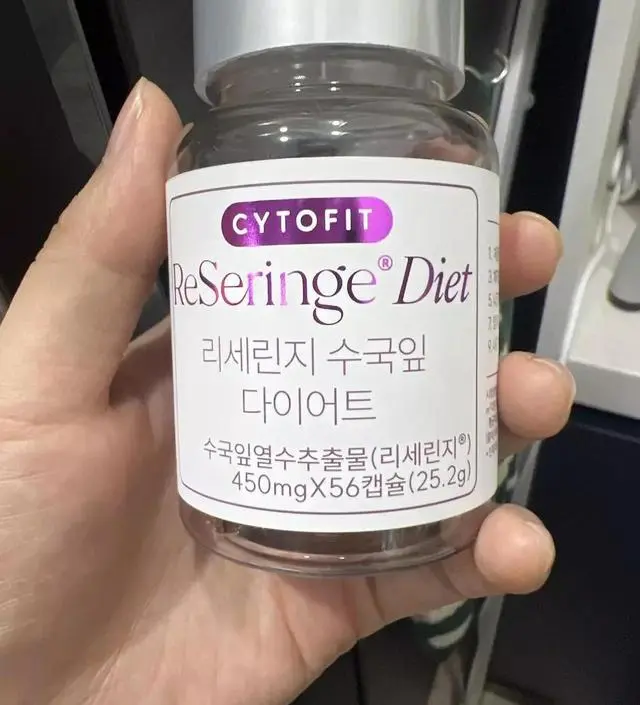 CYTOFIT
ReSeringe® Diet
리세린지 수국잎
다이어트
수국잎열수추출물(리세린지®)
450mgX56캡슐(25.2g)